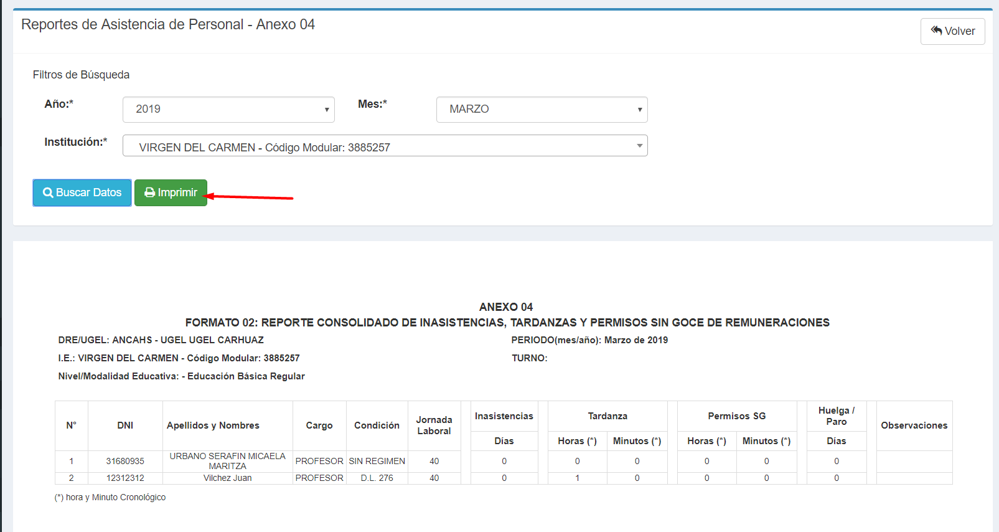 Reportes de Asistencia de Personal - Anexo 04
Volver
Filtros de Búsqueda
Año:* 2019 Mes:* MARZO
Institución:* VIRGEN DEL CARMEN - Código Modular: 3885257
Buscar Datos Imprimir
ANEXO 04
FORMATO 02: REPORTE CONSOLIDADO DE INASISTENCIAS, TARDANZAS Y PERMISOS SIN GOCE DE REMUNERACIONES
DRE/UGEL: ANCAHS - UGEL UGEL CARHUAZ PERIODO(mes/año): Marzo de 2019
I.E.: VIRGEN DEL CARMEN - Código Modular: 3885257 TURNO:
Nivel/Modalidad Educativa: - Educación Básica Regular
N° DNI Apellidos y Nombres Cargo Condición Jornada Laboral Inasistencias Tardanza Permisos SG Huelga / Paro Observaciones
Días Horas (*) Minutos (*) Horas (*) Minutos (*) Días
1 31680935 URBANO SERAFIN MICAELA MARITZA PROFESOR SIN REGIMEN 40 0 0 0 0 0 0
2 12312312 Vilchez Juan PROFESOR D.L. 276 40 0 1 0 0 0 0
(*) hora y Minuto Cronológico